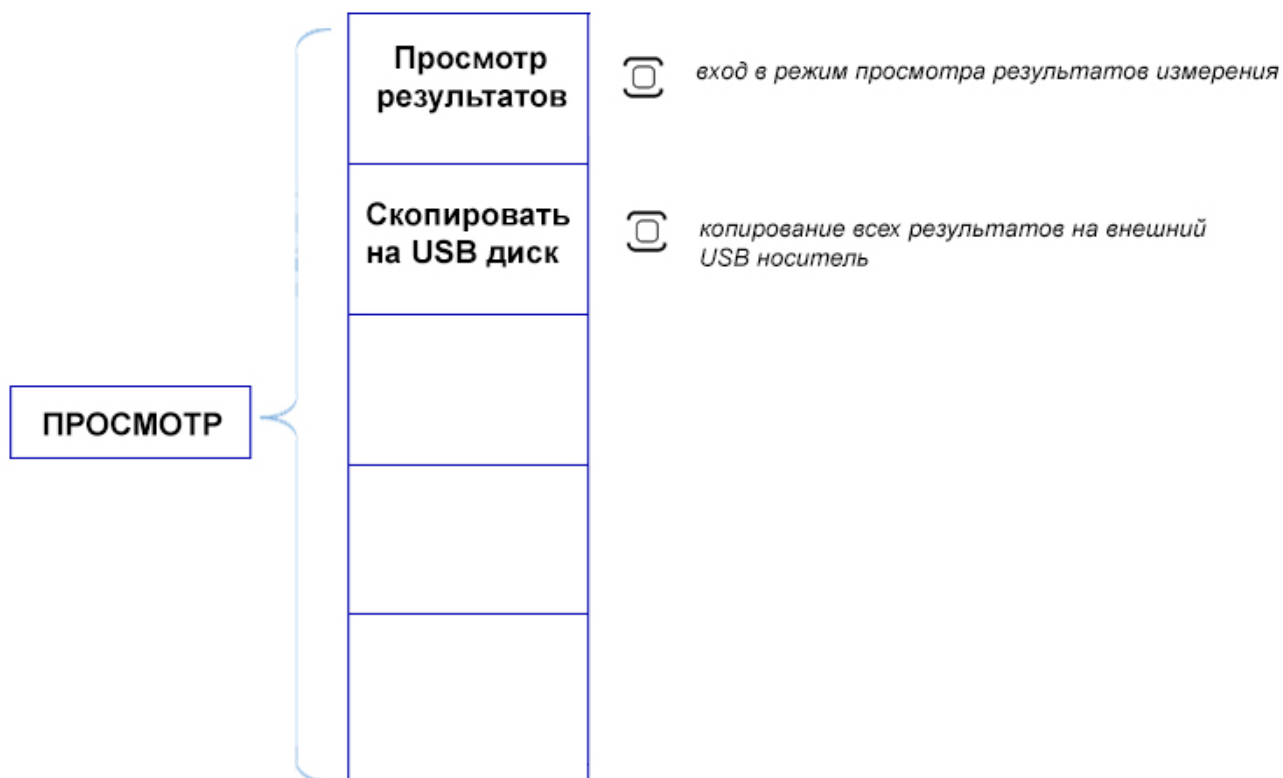 Просмотр
результатов
вход в режим просмотра результатов измерения
Скопировать
на USB диск
копирование всех результатов на внешний
USB носитель
ПРОСМОТР